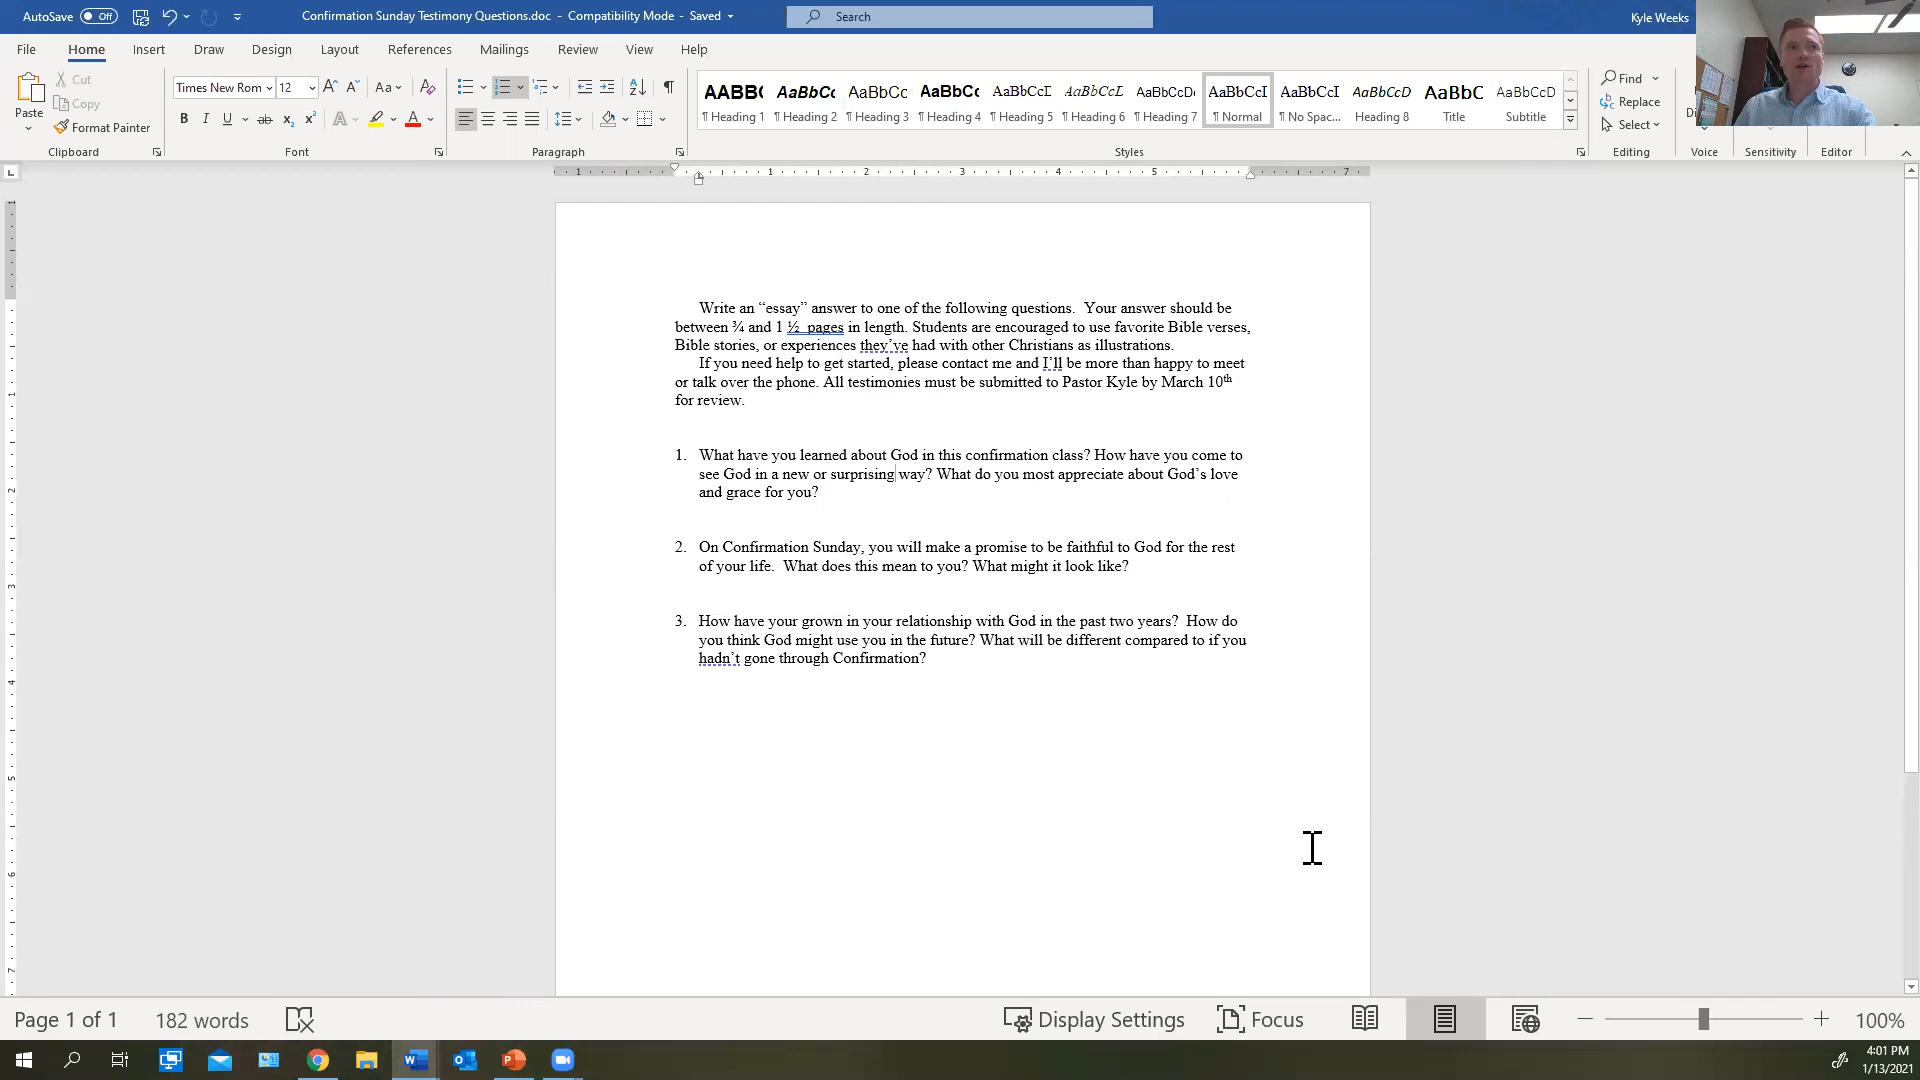 AutoSave Off Confirmation Sunday Testimony Questions.doc - Compatibility Mode - Saved Search Kyle Weeks
File Home Insert Draw Design Layout References Mailings Review View Help
Paste Cut Copy Format Painter
Times New Rom 12 Aa
AABBC AaBbCc AaBbCc AaBbCc AaBbCcI AaBbCcL AaBbCcDc AaBbCcI AaBbCcI AaBbCcD AaBbC AaBbCcD
¶ Heading 1 ¶ Heading 2 ¶ Heading 3 ¶ Heading 4 ¶ Heading 5 ¶ Heading 6 ¶ Heading 7 ¶ Normal ¶ No Spac... Heading 8 Title Subtitle
Find
Replace
Select
Clipboard Font Paragraph Styles Editing Voice Sensitivity Editor
1 1 2 3 4 5 7
Write an “essay” answer to one of the following questions.  Your answer should be
between ¾ and 1 ½  pages in length. Students are encouraged to use favorite Bible verses,
Bible stories, or experiences they’ve had with other Christians as illustrations.
If you need help to get started, please contact me and I’ll be more than happy to meet
or talk over the phone. All testimonies must be submitted to Pastor Kyle by March 10th
for review.
1. What have you learned about God in this confirmation class? How have you come to
see God in a new or surprising way? What do you most appreciate about God’s love
and grace for you?
2. On Confirmation Sunday, you will make a promise to be faithful to God for the rest
of your life.  What does this mean to you? What might it look like?
3. How have your grown in your relationship with God in the past two years?  How do
you think God might use you in the future? What will be different compared to if you
hadn’t gone through Confirmation?
Page 1 of 1 182 words Display Settings Focus 100%
4:01 PM
1/13/2021